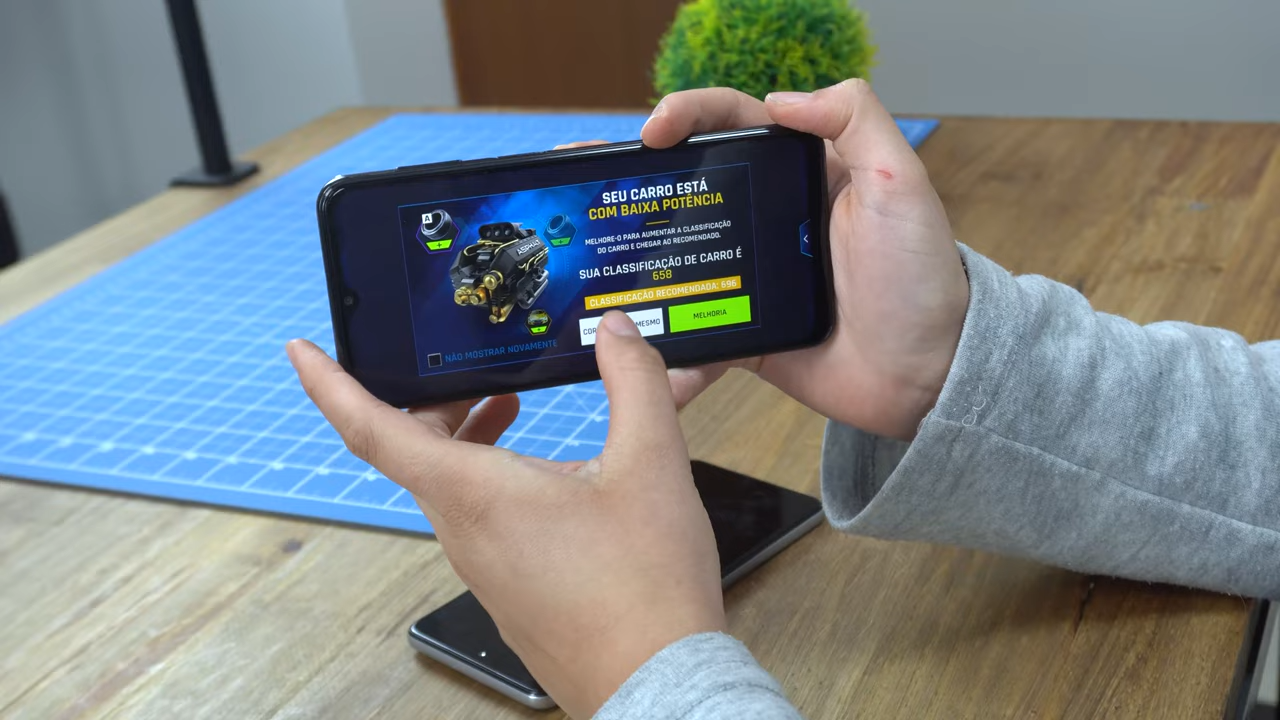 SEU CARRO ESTÁ
COM BAIXA POTÊNCIA
MELHORE-O PARA AUMENTAR A CLASSIFICAÇÃO
DO CARRO E CHEGAR AO RECOMENDADO.
SUA CLASSIFICAÇÃO DE CARRO É
658
CLASSIFICAÇÃO RECOMENDADA: 696
MESMO
MELHORIA
NÃO MOSTRAR NOVAMENTE
A